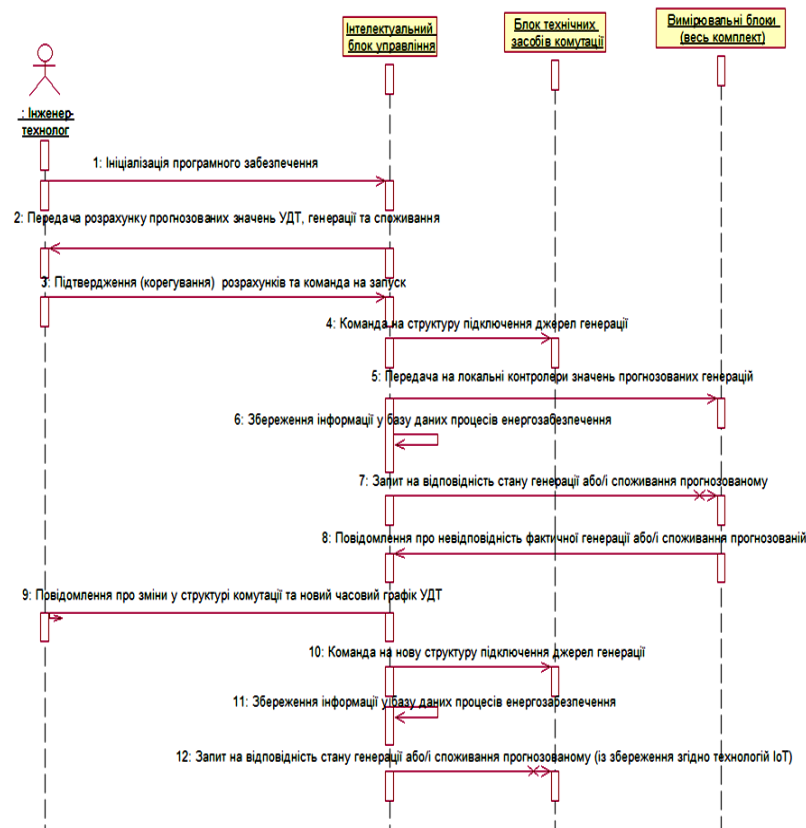 Інтелектуальний
блок управління
Блок технічних
засобів комутації
Вимірювальні блоки
(весь комплект)
: Інженер-
технолог
1: Ініціалізація програмного забезпечення
2: Передача розрахунку прогнозованих значень УДТ, генерації та споживання
3: Підтвердження (корегування) розрахунків та команда на запуск
4: Команда на структуру підключення джерел генерації
5: Передача на локальні контролери значень прогнозованих генерацій
6: Збереження інформації у базу даних процесів енергозабезпечення
7: Запит на відповідність стану генерації або/і споживання прогнозованому
8: Повідомлення про невідповідність фактичної генерації або/і споживання прогнозованій
9: Повідомлення про зміни у структурі комутації та новий часовий графік УДТ
10: Команда на нову структуру підключення джерел генерації
11: Збереження інформації у базу даних процесів енергозабезпечення
12: Запит на відповідність стану генерації або/і споживання прогнозованому (із збереження згідно технологій IoT)